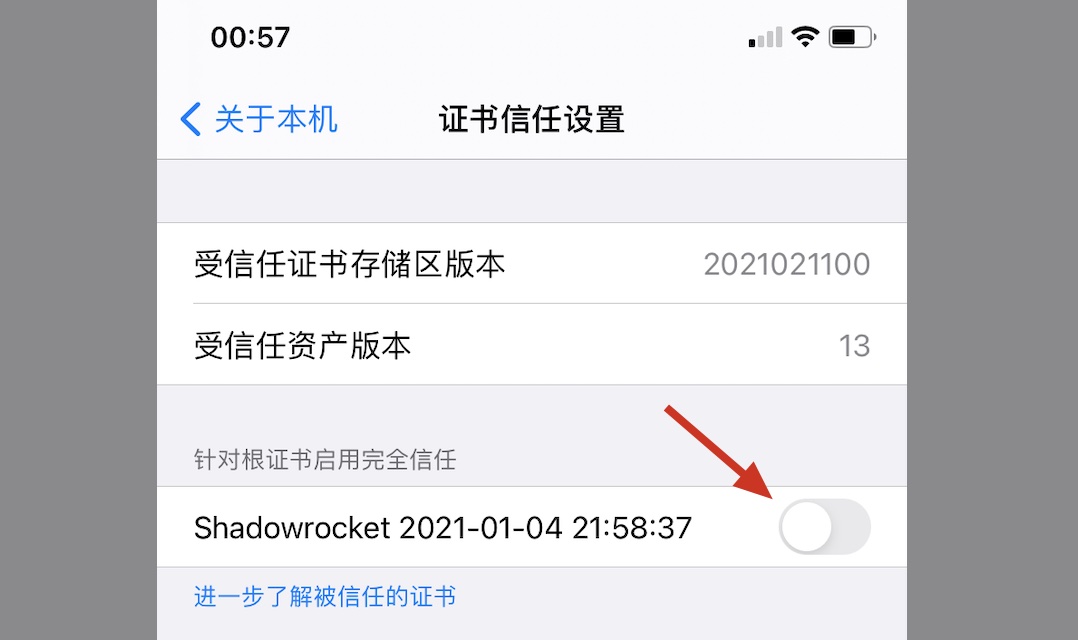 00:57
关于本机 证书信任设置
受信任证书存储区版本 2021021100
受信任资产版本 13
针对根证书启用完全信任
Shadowrocket 2021-01-04 21:58:37
进一步了解被信任的证书